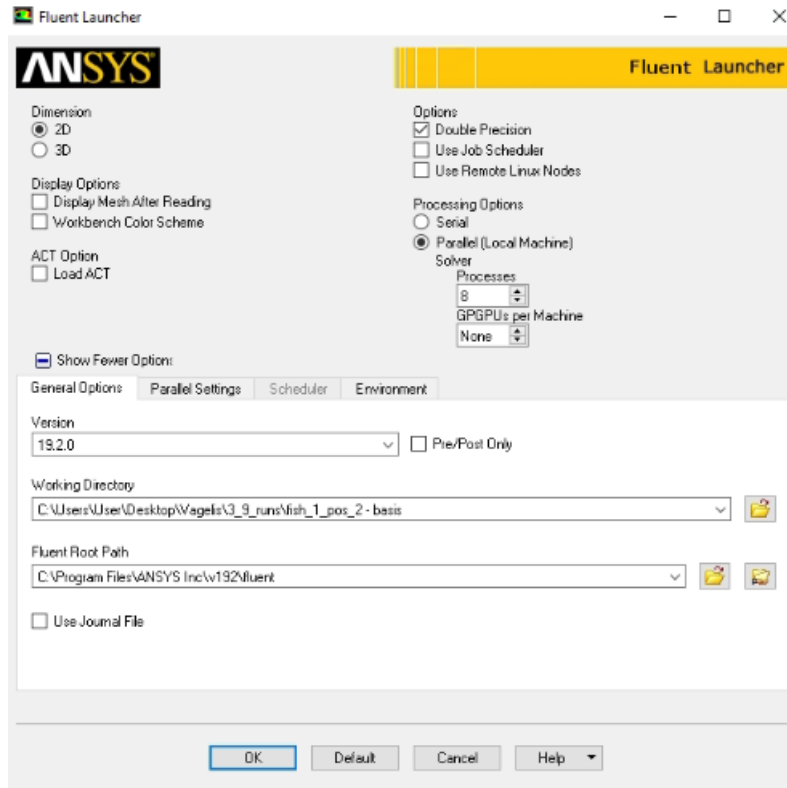 Fluent Launcher
ANSYS
Fluent Launcher
Dimension
2D
3D
Display Options
Display Mesh After Reading
Workbench Color Scheme
ACT Option
Load ACT
Options
Double Precision
Use Job Scheduler
Use Remote Linux Nodes
Processing Options
Serial
Parallel (Local Machine)
Solver
Processes
8
GPGPUs per Machine
None
Show Fewer Options
General Options Parallel Settings Scheduler Environment
Version
19.2.0 Pre/Post Only
Working Directory
C:\Users\User\Desktop\Vagelis\3_9_runs\fish_1_pos_2 - basis
Fluent Root Path
C:\Program Files\ANSYS Inc\v192\fluent
Use Journal File
OK Default Cancel Help